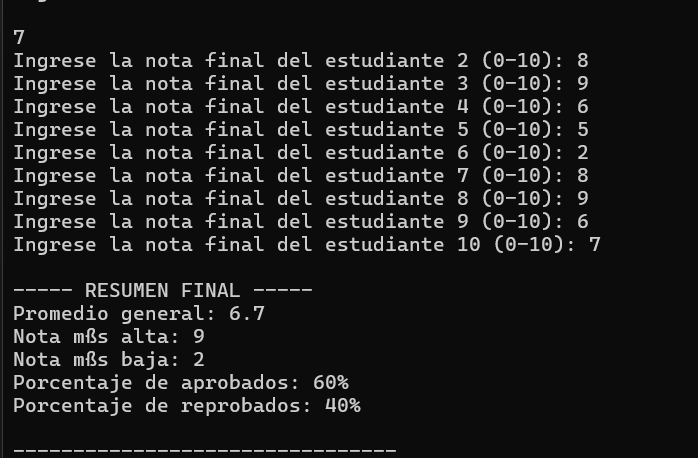 7
Ingrese la nota final del estudiante 2 (0-10): 8
Ingrese la nota final del estudiante 3 (0-10): 9
Ingrese la nota final del estudiante 4 (0-10): 6
Ingrese la nota final del estudiante 5 (0-10): 5
Ingrese la nota final del estudiante 6 (0-10): 2
Ingrese la nota final del estudiante 7 (0-10): 8
Ingrese la nota final del estudiante 8 (0-10): 9
Ingrese la nota final del estudiante 9 (0-10): 6
Ingrese la nota final del estudiante 10 (0-10): 7
----- RESUMEN FINAL -----
Promedio general: 6.7
Nota mßs alta: 9
Nota mßs baja: 2
Porcentaje de aprobados: 60%
Porcentaje de reprobados: 40%
--------------------------------